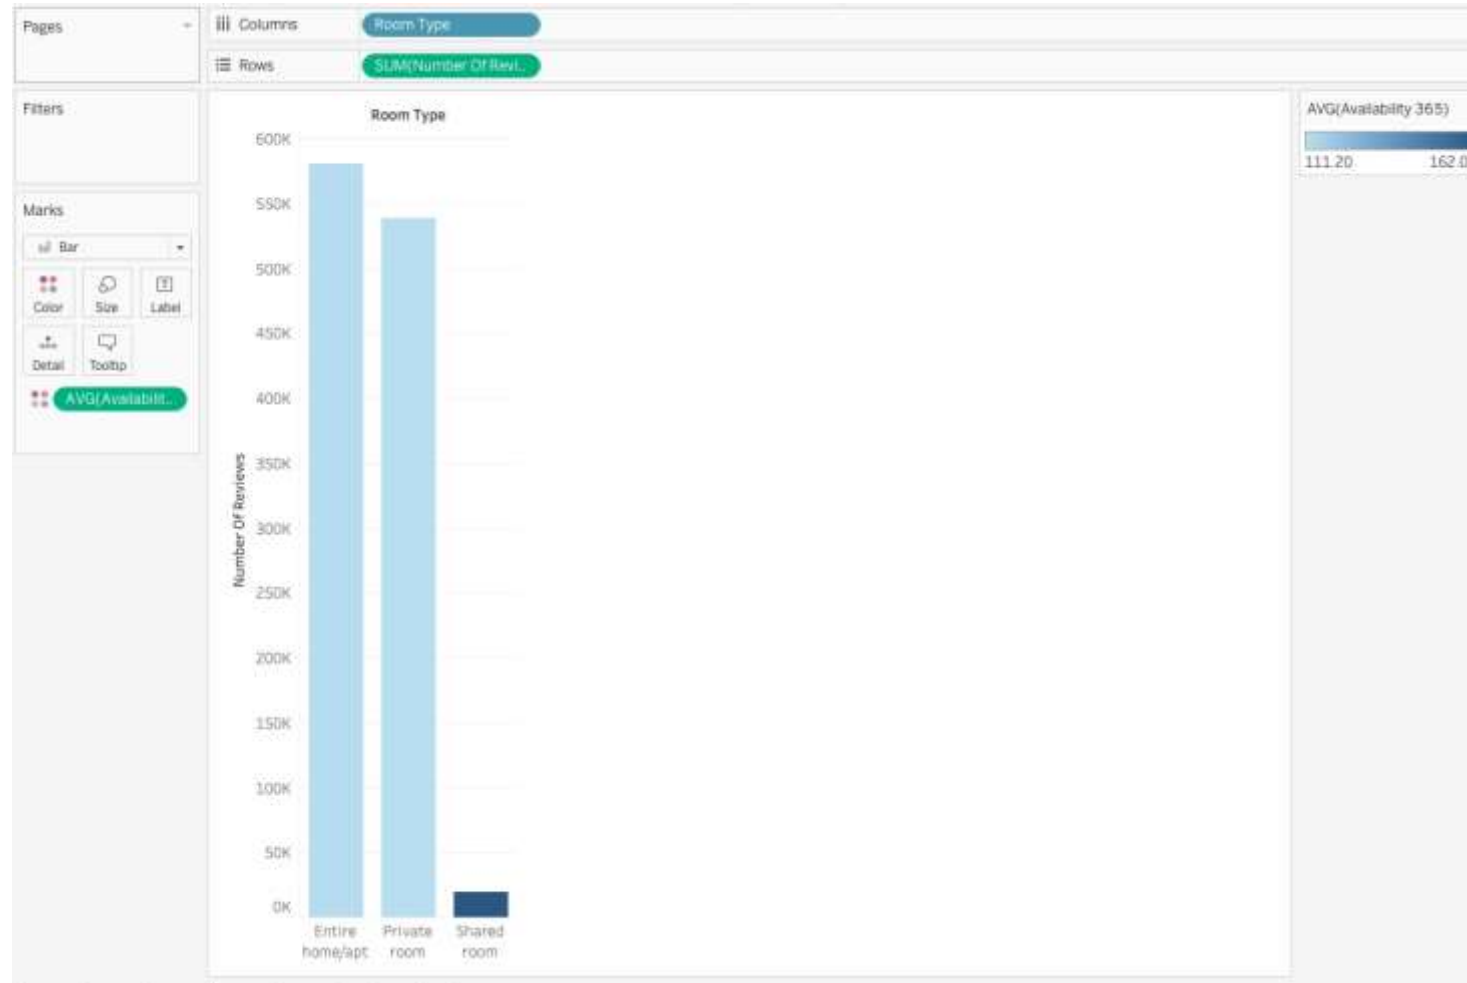 Pages
Columns
Room Type
Rows
SUM(Number Of Revi..
Filters
Marks
Bar
Color
Size
Label
Detail
Tooltip
AVG(Availabilit..
Room Type
600K
550K
500K
450K
400K
350K
300K
250K
200K
150K
100K
50K
0K
Number Of Reviews
Entire
home/apt
Private
room
Shared
room
AVG(Availability 365)
111.20
162.0